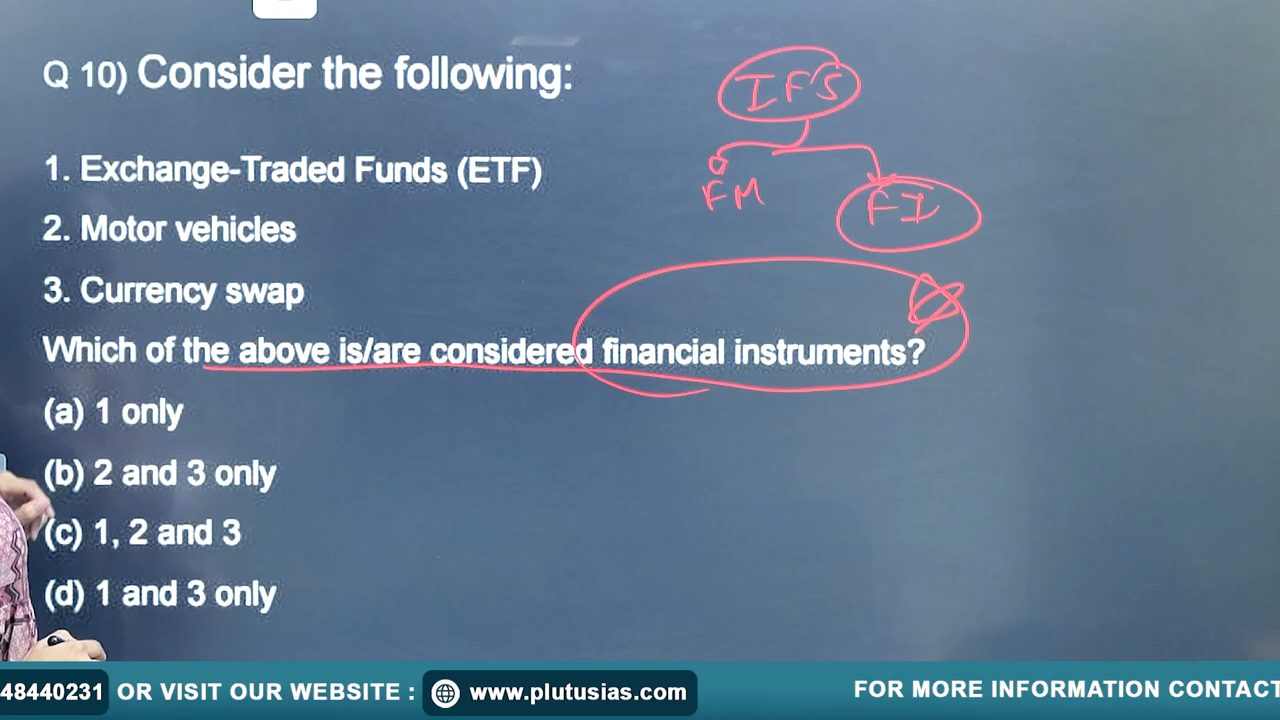 Q 10) Consider the following:
IFS
1. Exchange-Traded Funds (ETF)
FM
FI
2. Motor vehicles
3. Currency swap
Which of the above is/are considered financial instruments?
(a) 1 only
(b) 2 and 3 only
(c) 1, 2 and 3
(d) 1 and 3 only
48440231 OR VISIT OUR WEBSITE : www.plutusias.com FOR MORE INFORMATION CONTACT